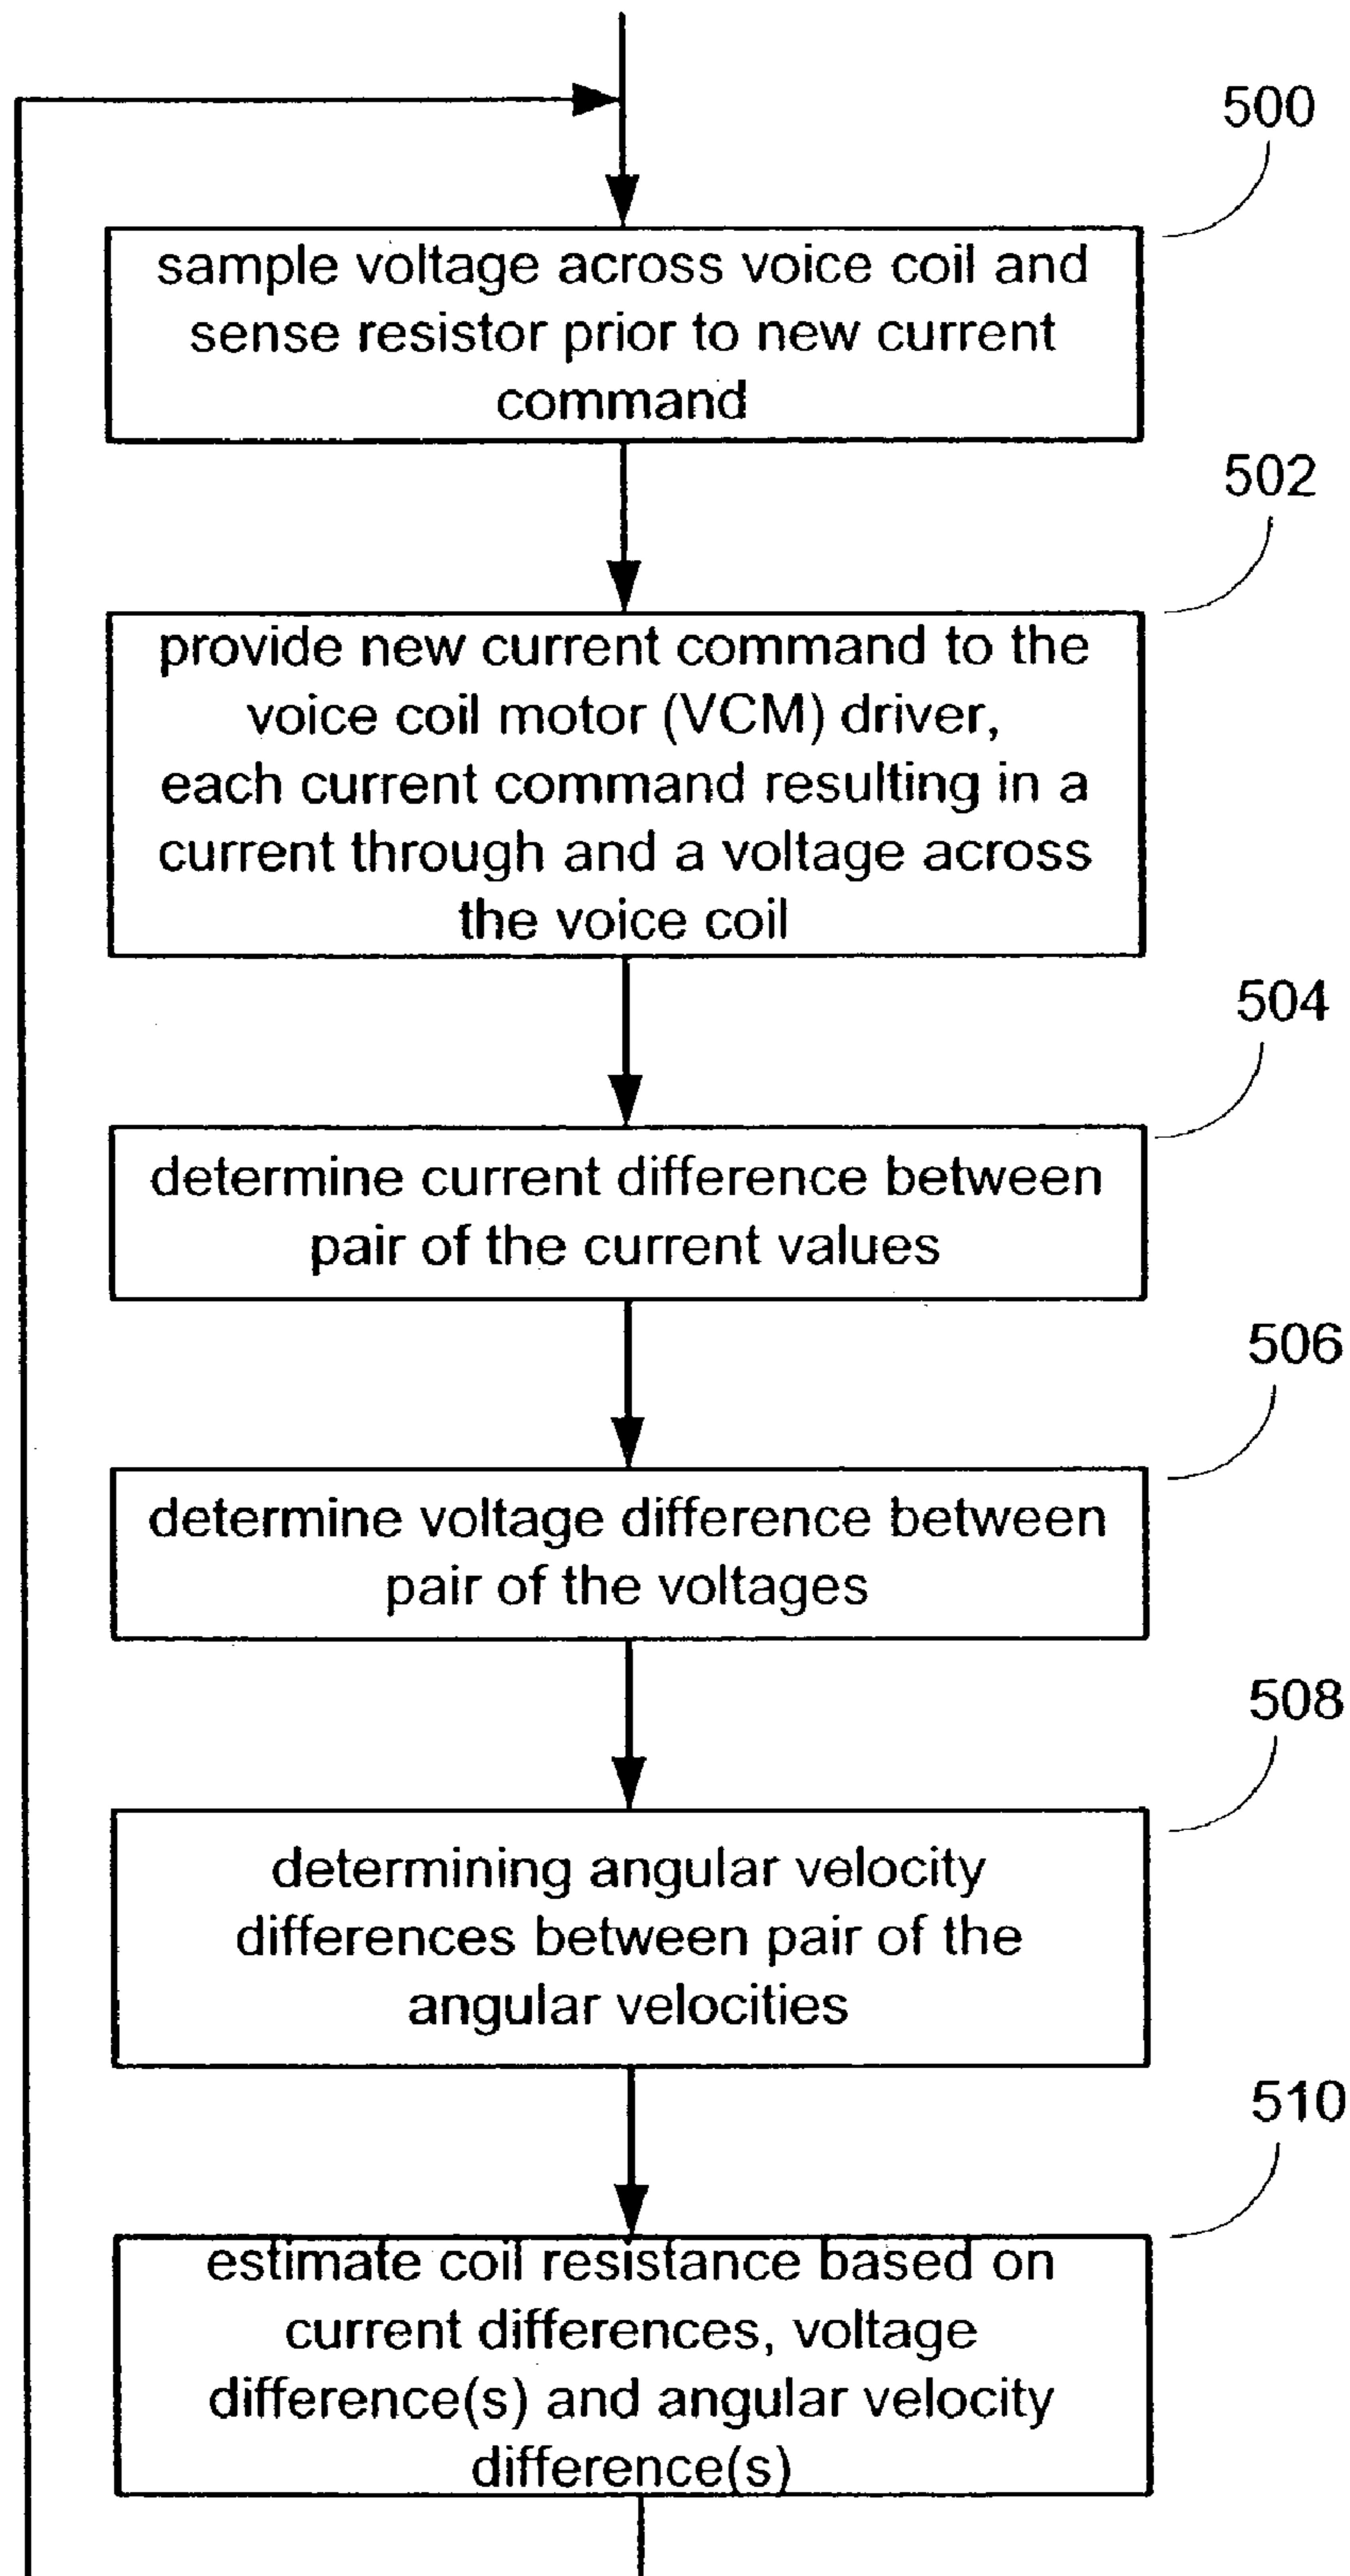 500
sample voltage across voice coil and
sense resistor prior to new current
command
502
provide new current command to the
voice coil motor (VCM) driver,
each current command resulting in a
current through and a voltage across
the voice coil
504
determine current difference between
pair of the current values
506
determine voltage difference between
pair of the voltages
508
determining angular velocity
differences between pair of the
angular velocities
510
estimate coil resistance based on
current differences, voltage
difference(s) and angular velocity
difference(s)